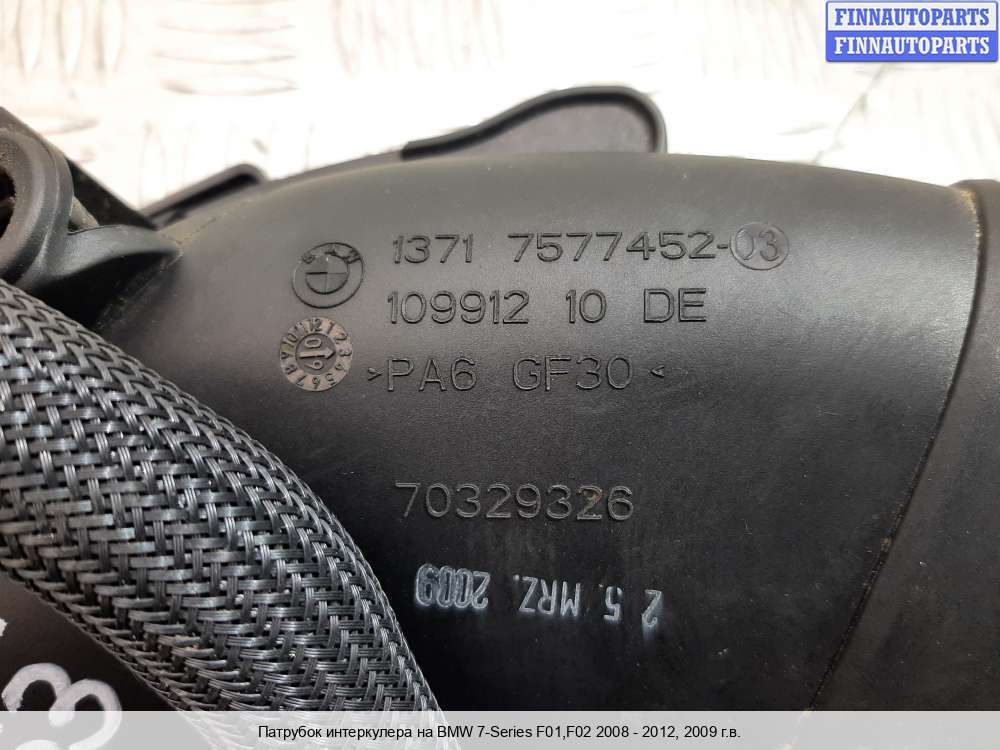 FINNAUTOPARTS
FINNAUTOPARTS
1371 7577452-03
109912 10 DE
>PA6 GF30<
70329326
25. MRZ. 2009
3
Патрубок интеркулера на BMW 7-Series F01,F02 2008 - 2012, 2009 г.в.